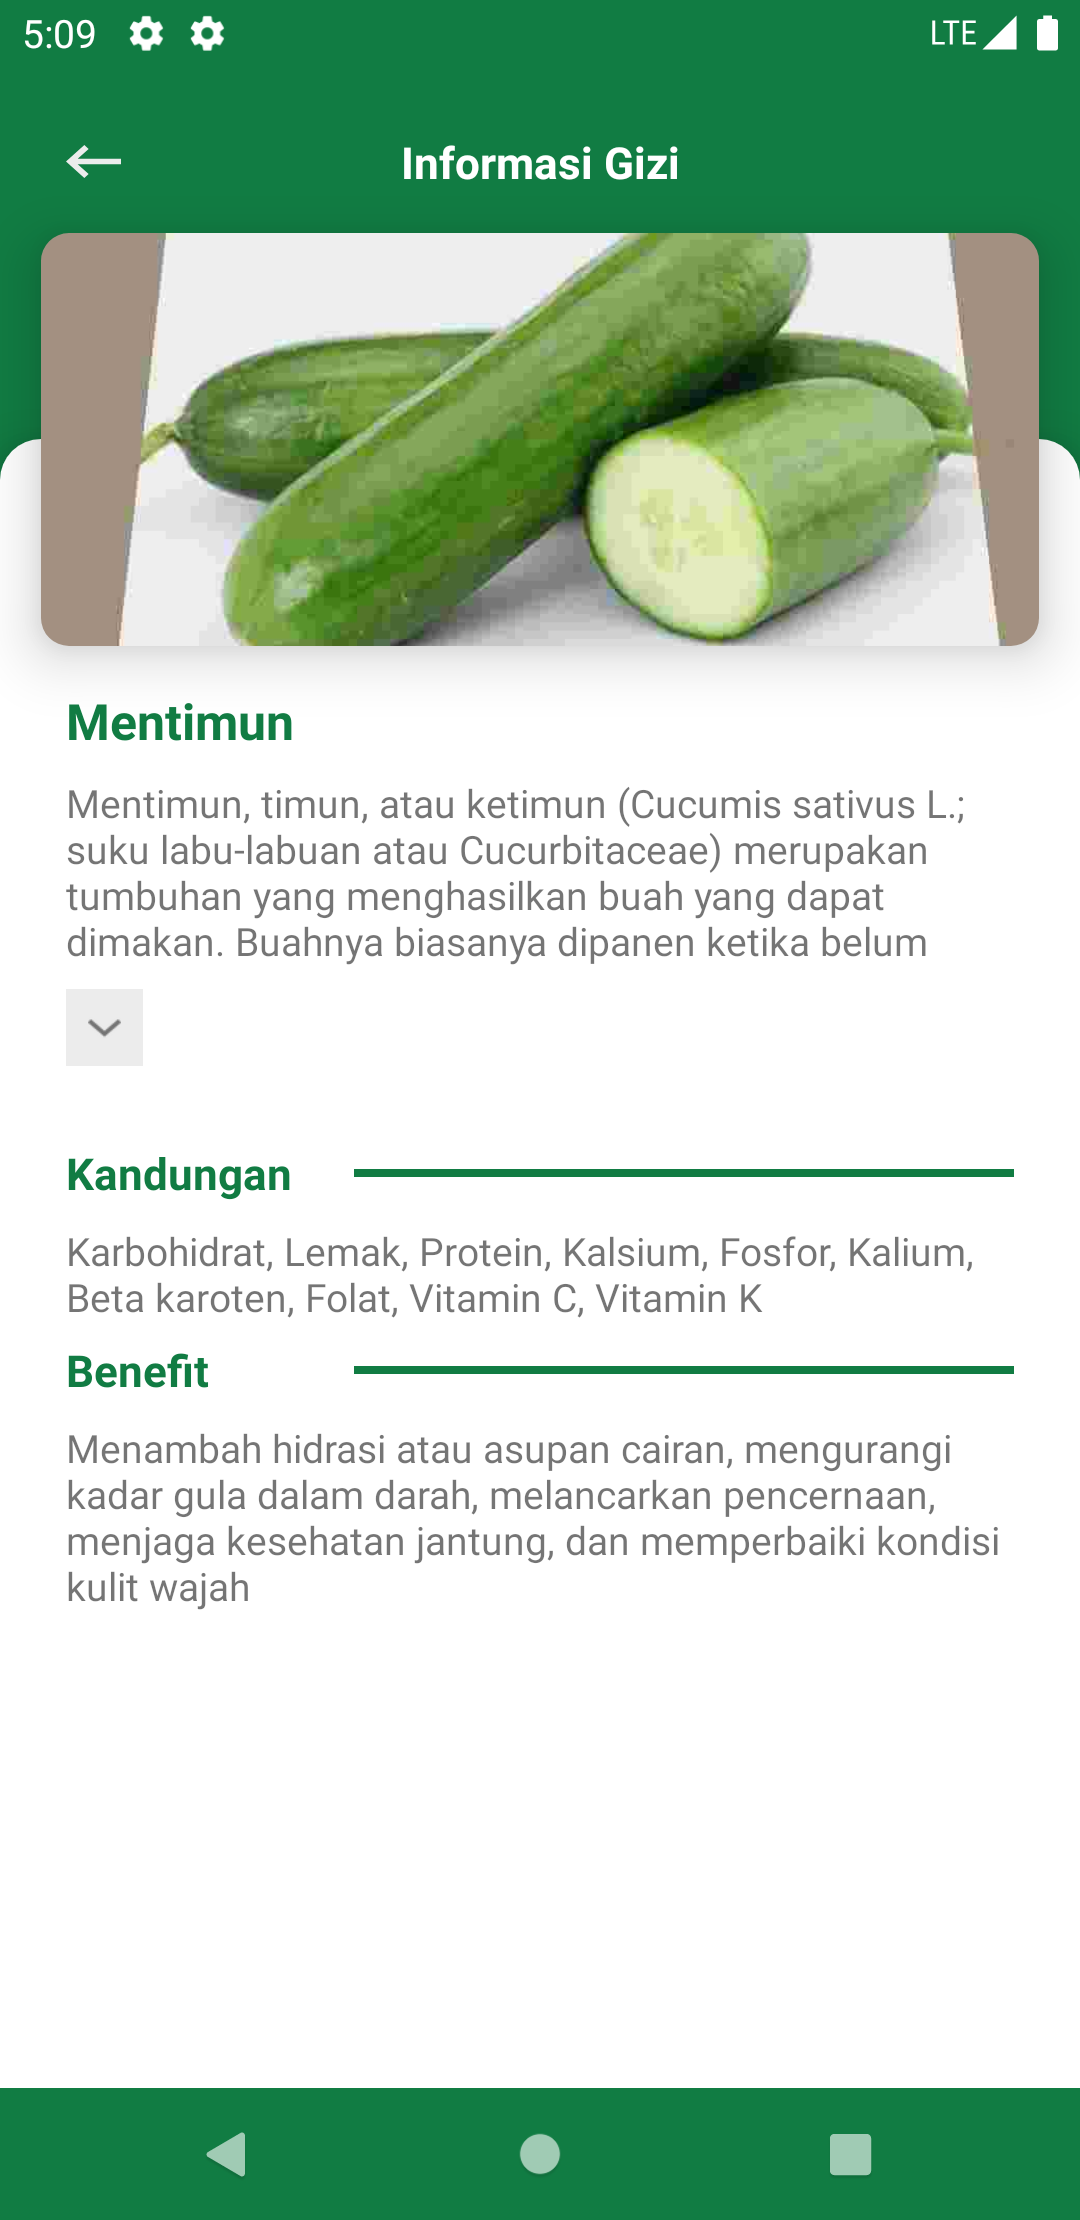 5:09
LTE
Informasi Gizi
Mentimun
Mentimun, timun, atau ketimun (Cucumis sativus L.;
suku labu-labuan atau Cucurbitaceae) merupakan
tumbuhan yang menghasilkan buah yang dapat
dimakan. Buahnya biasanya dipanen ketika belum
Kandungan
Karbohidrat, Lemak, Protein, Kalsium, Fosfor, Kalium,
Beta karoten, Folat, Vitamin C, Vitamin K
Benefit
Menambah hidrasi atau asupan cairan, mengurangi
kadar gula dalam darah, melancarkan pencernaan,
menjaga kesehatan jantung, dan memperbaiki kondisi
kulit wajah